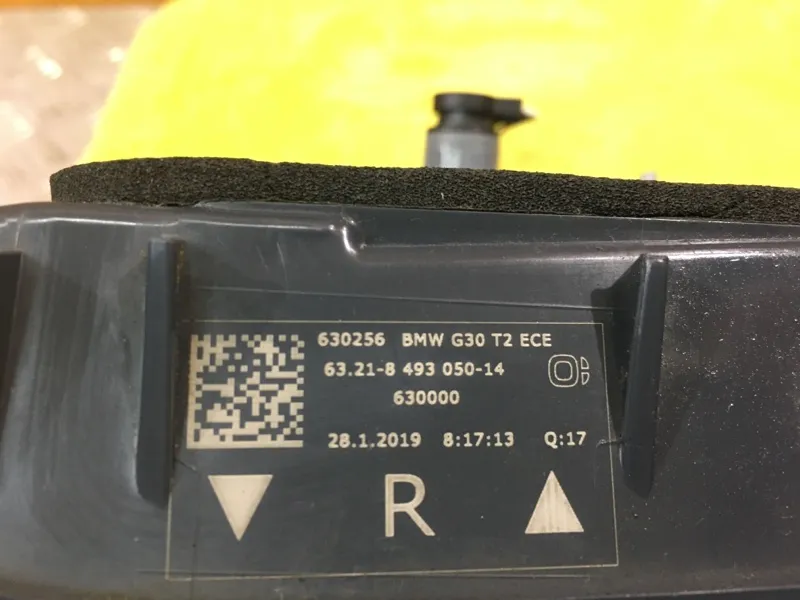 630256 BMW G30 T2 ECE
63.21-8 493 050-14
630000
28.1.2019 8:17:13 Q:17
R